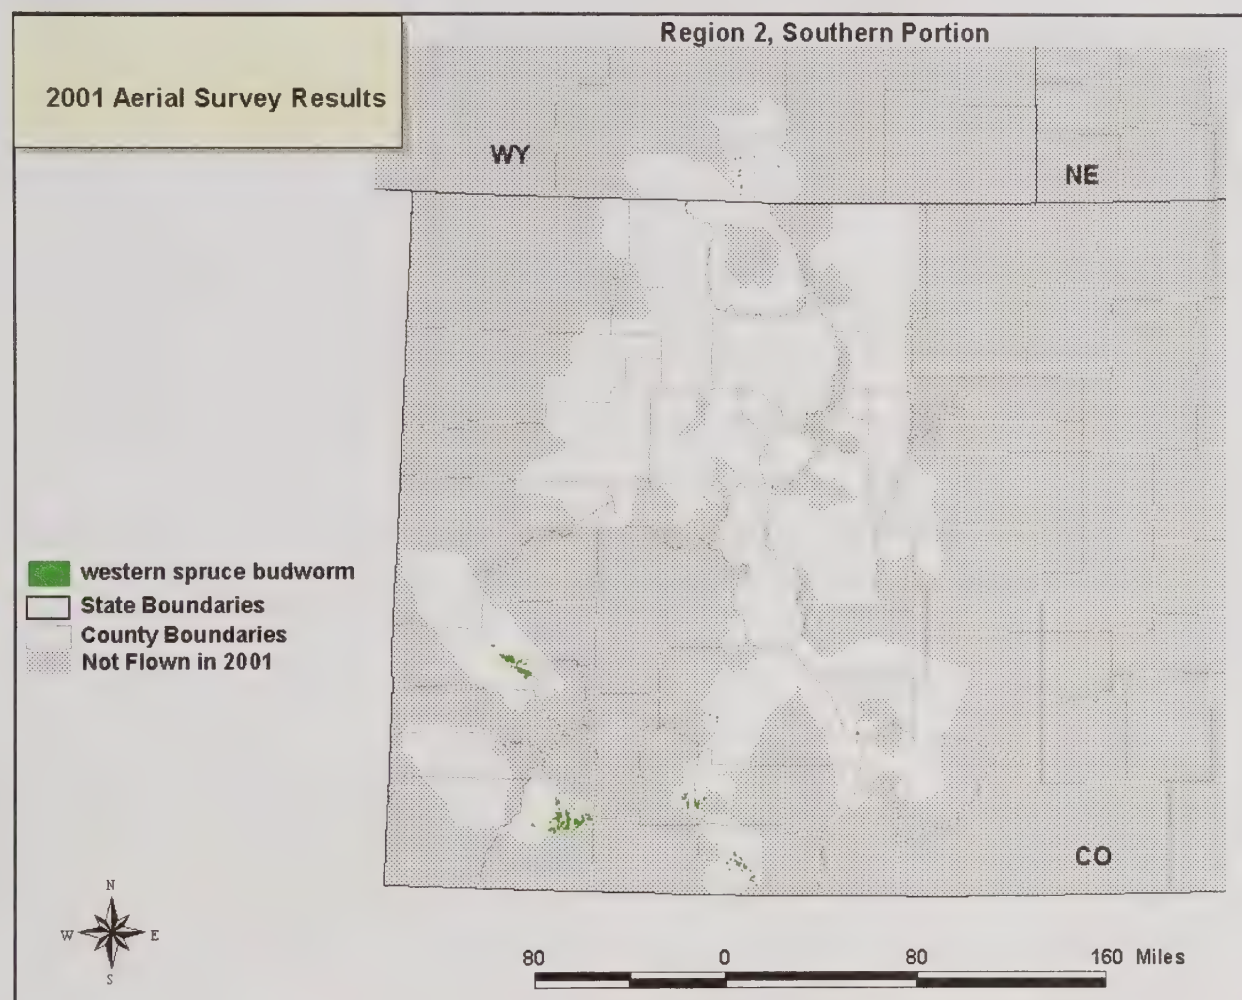 Region 2, Southern Portion
2001 Aerial Survey Results
WY
NE
western spruce budworm
State Boundaries
County Boundaries
Not Flown in 2001
CO
N
W E
S
80 0 80 160 Miles